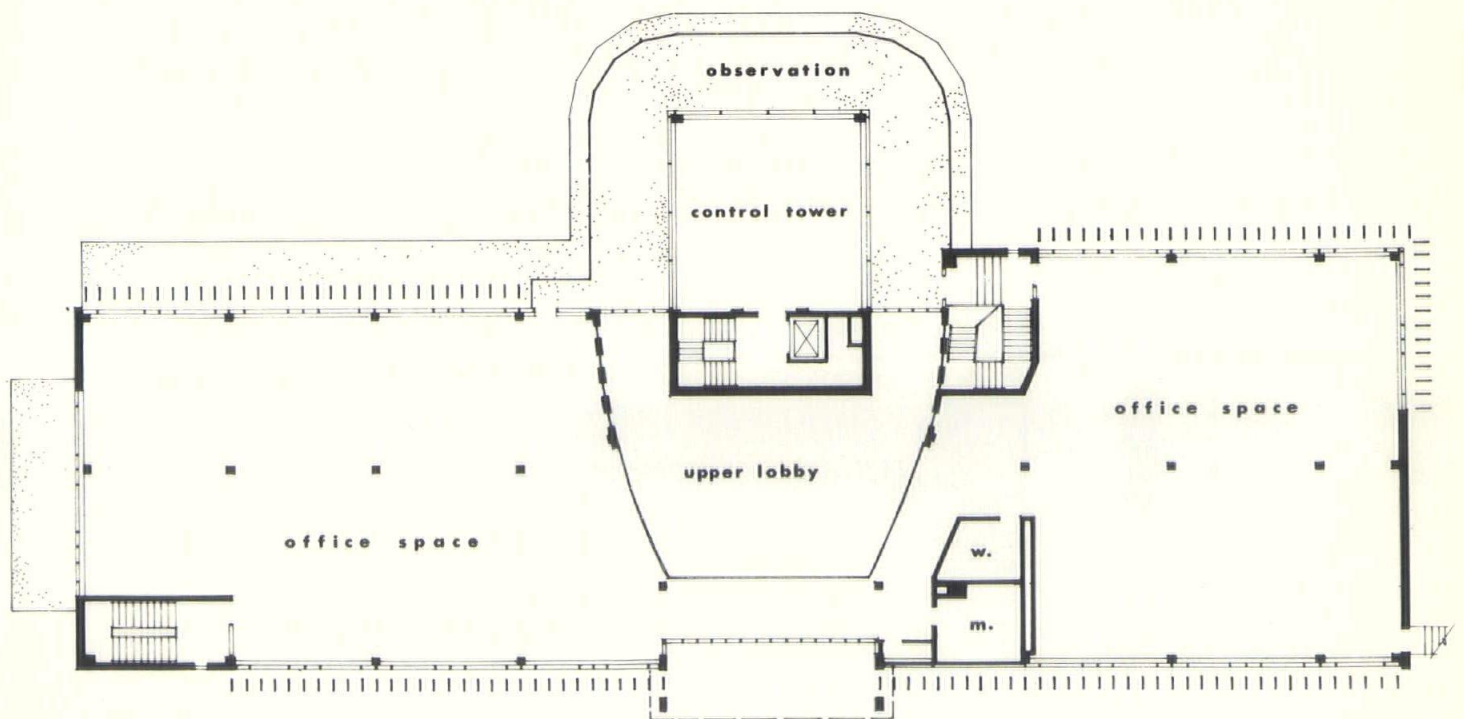 observation
control tower
office space
upper lobby
office space
w.
m.